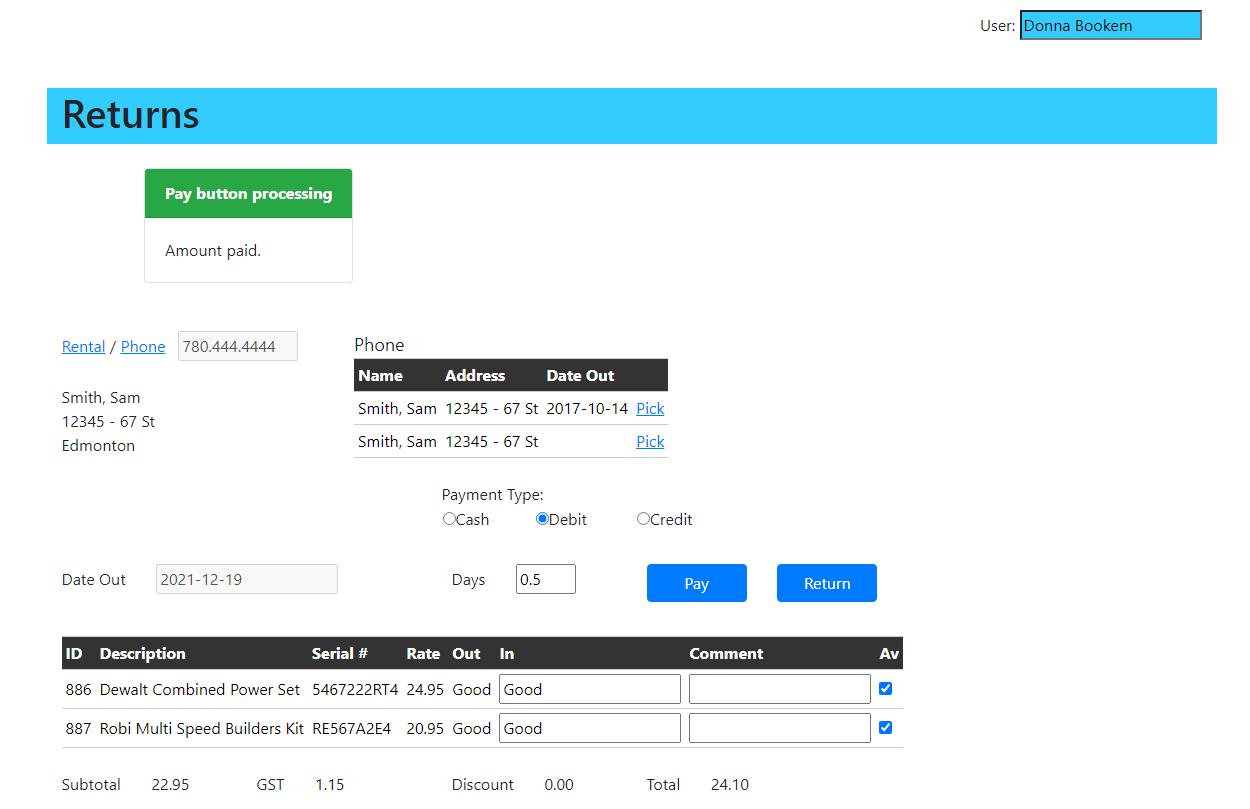 User: Donna Bookem
Returns
Pay button processing
Amount paid.
Rental / Phone 780.444.4444
Smith, Sam
12345 - 67 St
Edmonton
Phone
Name Address Date Out
Smith, Sam 12345 - 67 St 2017-10-14 Pick
Smith, Sam 12345 - 67 St Pick
Payment Type:
Cash Debit Credit
Date Out 2021-12-19 Days 0.5 Pay Return
ID Description Serial # Rate Out In Comment Av
886 Dewalt Combined Power Set 5467222RT4 24.95 Good Good
887 Robi Multi Speed Builders Kit RE567A2E4 20.95 Good Good
Subtotal 22.95 GST 1.15 Discount 0.00 Total 24.10